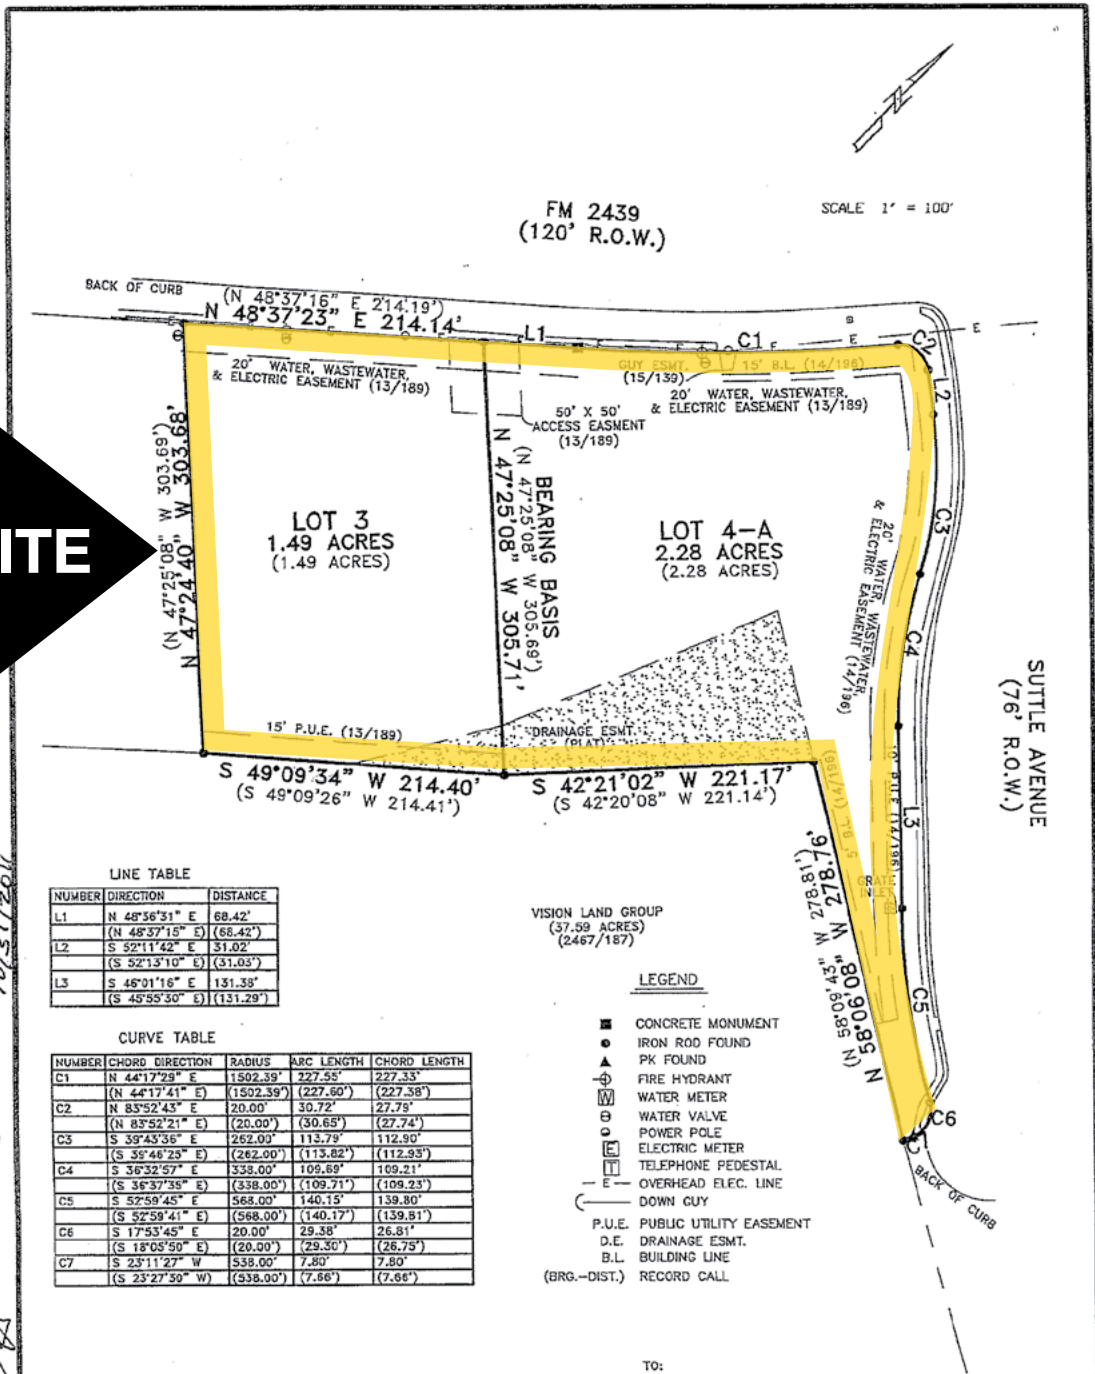 SCALE 1" = 100'
FM 2439
(120' R.O.W.)
BACK OF CURB
(N 48°37'16" E 214.19')
N 48°37'23" E 214.14'
L1
C1
C2
L2
E
E
E
E
20' WATER, WASTEWATER,
& ELECTRIC EASEMENT (13/189)
GUY ESMT.
(15/139)
15' B.L. (14/196)
20' WATER, WASTEWATER,
& ELECTRIC EASEMENT (13/189)
50' X 50'
ACCESS EASMENT
(13/189)
(N 47°25'08" W 303.69')
N 47°24'40" W 303.68'
ITE
LOT 3
1.49 ACRES
(1.49 ACRES)
BEARING BASIS
(N 47°25'08" W 305.69')
N 47°25'08" W 305.71'
LOT 4-A
2.28 ACRES
(2.28 ACRES)
20' WATER, WASTEWATER,
& ELECTRIC EASEMENT (14/196)
C3
C4
SUTTLE AVENUE
(76' R.O.W.)
15' P.U.E. (13/189)
DRAINAGE ESMT.
(PLAT)
S 49°09'34" W 214.40'
(S 49°09'26" W 214.41')
S 42°21'02" W 221.17'
(S 42°20'08" W 221.14')
5' B.L. (14/196)
10' P.U.E (14/196)
L3
GRATE
INLET
N 58°06'08" W 278.76'
(N 58°09'43" W 278.81')
C5
C6
BACK OF CURB
VISION LAND GROUP
(37.59 ACRES)
(2467/187)
LINE TABLE
NUMBER DIRECTION DISTANCE
L1 N 48°36'31" E 68.42'
(N 48°37'15" E) (68.42')
L2 S 52°11'42" E 31.02'
(S 52°13'10" E) (31.03')
L3 S 46°01'16" E 131.38'
(S 45°55'30" E) (131.29')
CURVE TABLE
NUMBER CHORD DIRECTION RADIUS ARC LENGTH CHORD LENGTH
C1 N 44°17'29" E 1502.39' 227.55' 227.33'
(N 44°17'41" E) (1502.39') (227.60') (227.38')
C2 N 83°52'43" E 20.00' 30.72' 27.79'
(N 83°52'21" E) (20.00') (30.65') (27.74')
C3 S 39°43'36" E 262.00' 113.79' 112.90'
(S 39°46'25" E) (262.00') (113.82') (112.93')
C4 S 36°32'57" E 338.00' 109.69' 109.21'
(S 36°37'35" E) (338.00') (109.71') (109.23')
C5 S 52°59'45" E 568.00' 140.15' 139.80'
(S 52°59'41" E) (568.00') (140.17') (139.81')
C6 S 17°53'45" E 20.00' 29.38' 26.81'
(S 18°05'50" E) (20.00') (29.30') (26.75')
C7 S 23°11'27" W 538.00' 7.80' 7.80'
(S 23°27'30" W) (538.00') (7.66') (7.66')
LEGEND
CONCRETE MONUMENT
IRON ROD FOUND
PK FOUND
FIRE HYDRANT
W WATER METER
WATER VALVE
POWER POLE
E ELECTRIC METER
T TELEPHONE PEDESTAL
E OVERHEAD ELEC. LINE
DOWN GUY
P.U.E. PUBLIC UTILITY EASEMENT
D.E. DRAINAGE ESMT.
B.L. BUILDING LINE
(BRG.-DIST.) RECORD CALL
TO: